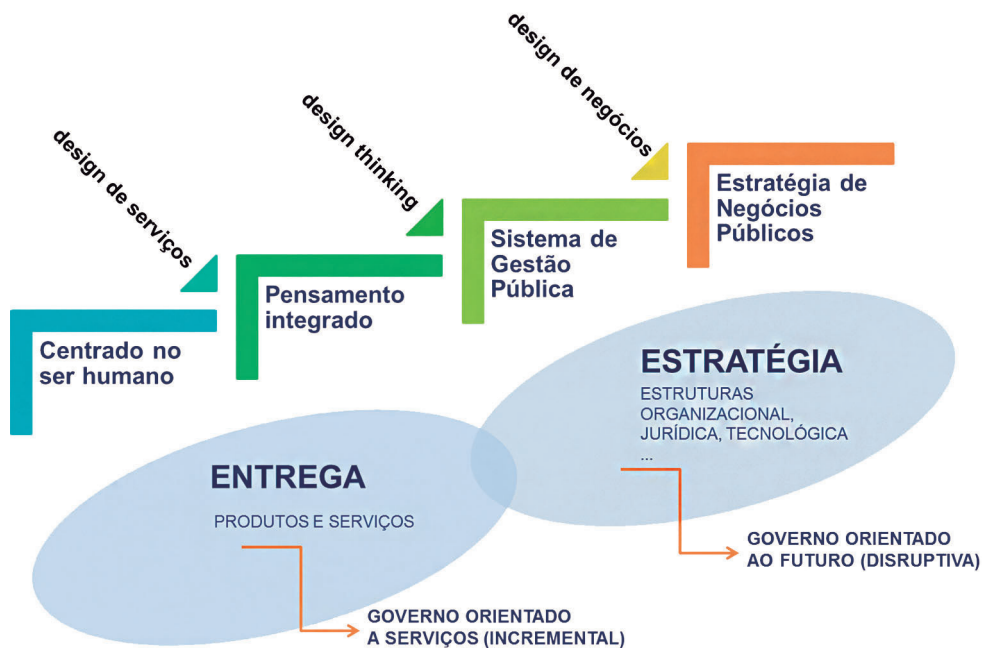 design de serviços
design thinking
design de negócios
Centrado no
ser humano
Pensamento
integrado
Sistema de
Gestão
Pública
Estratégia de
Negócios
Públicos
ENTREGA
PRODUTOS E SERVIÇOS
GOVERNO ORIENTADO
A SERVIÇOS (INCREMENTAL)
ESTRATÉGIA
ESTRUTURAS
ORGANIZACIONAL,
JURÍDICA, TECNOLÓGICA
...
GOVERNO ORIENTADO
AO FUTURO (DISRUPTIVA)